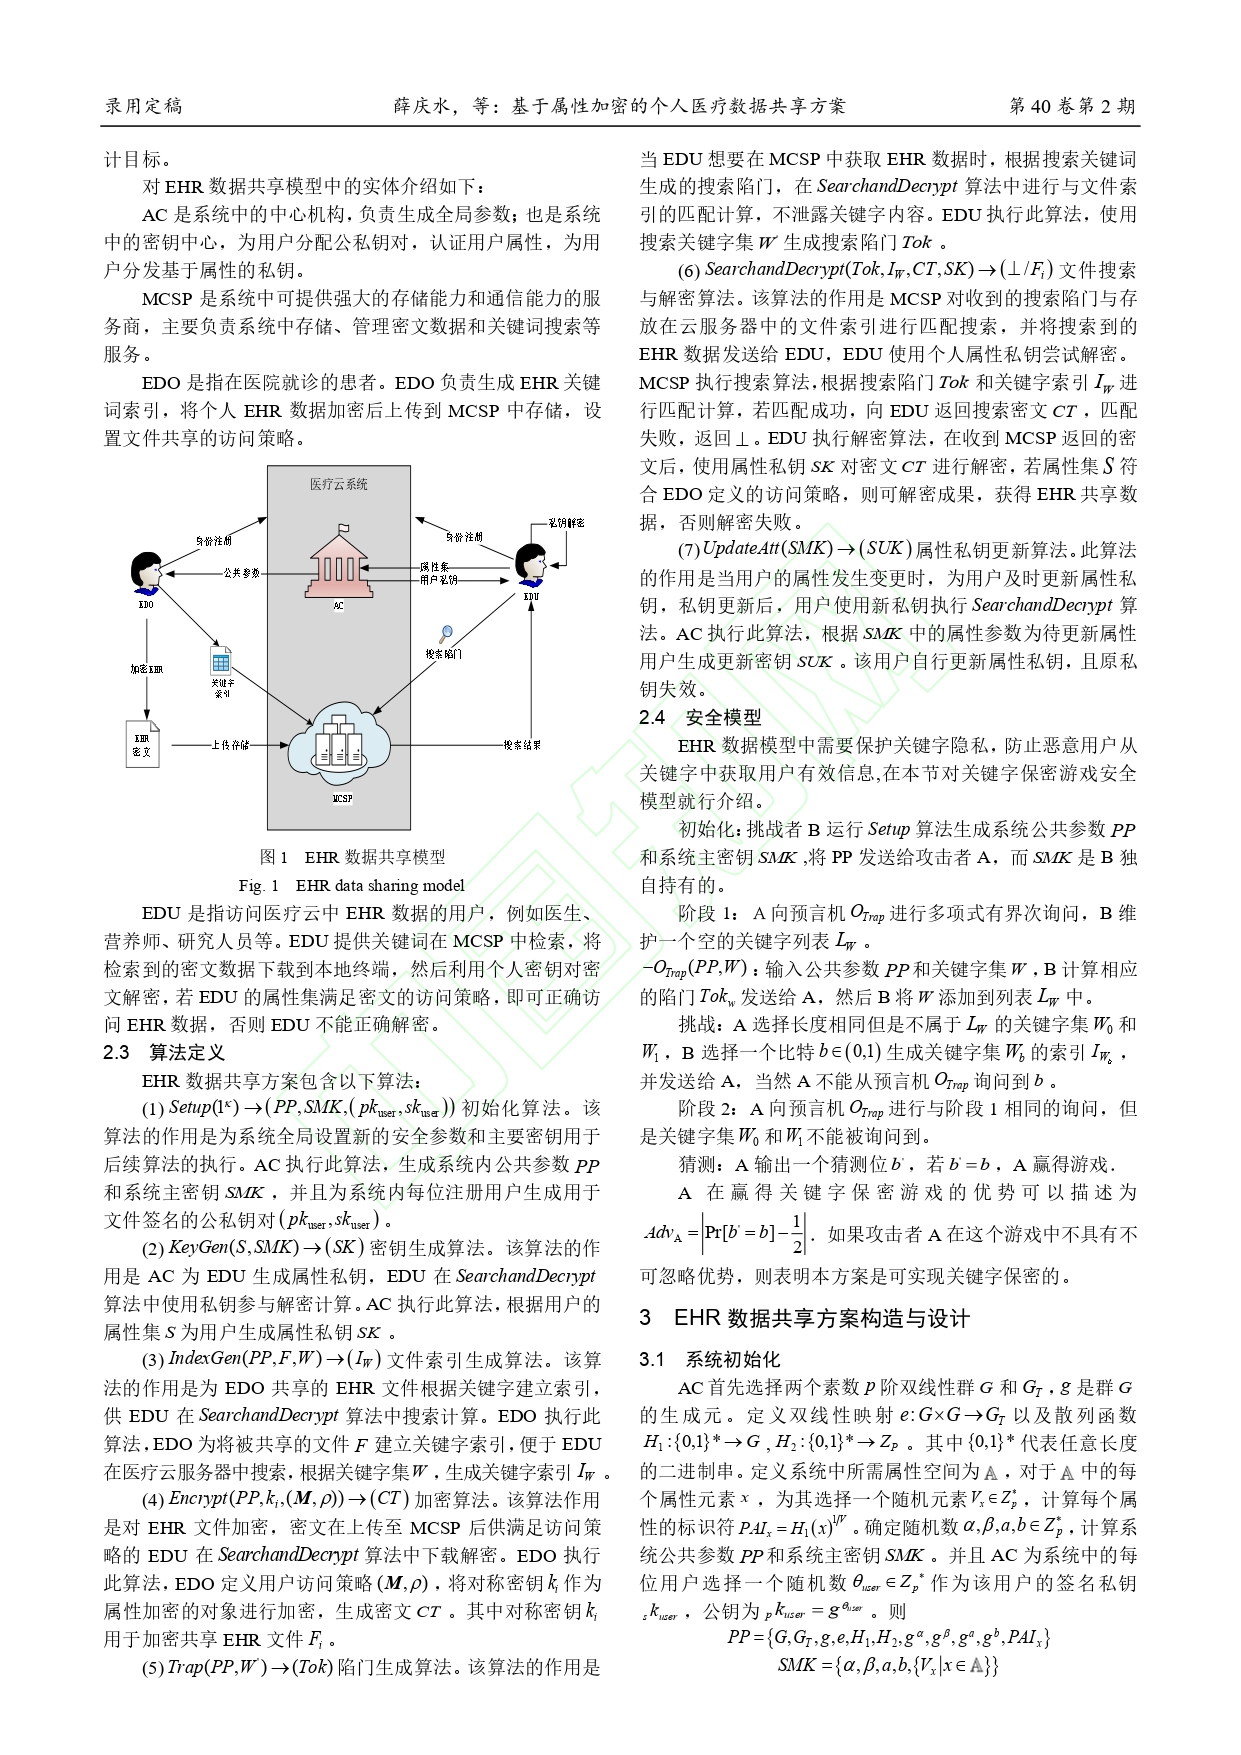 录用定稿 薛庆水，等：基于属性加密的个人医疗数据共享方案 第 40 卷第 2 期
计目标。
对 EHR 数据共享模型中的实体介绍如下：
AC 是系统中的中心机构，负责生成全局参数；也是系统
中的密钥中心，为用户分配公私钥对，认证用户属性，为用
户分发基于属性的私钥。
MCSP 是系统中可提供强大的存储能力和通信能力的服
务商，主要负责系统中存储、管理密文数据和关键词搜索等
服务。
EDO 是指在医院就诊的患者。EDO 负责生成 EHR 关键
词索引，将个人 EHR 数据加密后上传到 MCSP 中存储，设
置文件共享的访问策略。
医疗云系统
私钥解密
身份注册
身份注册
公共参数
属性集
用户私钥
EDO
AC
EDU
搜索陷门
加密EHR
关键字
索引
EHR
密文
上传存储
搜索结果
MCSP
图 1 EHR 数据共享模型
Fig. 1 EHR data sharing model
EDU 是指访问医疗云中 EHR 数据的用户，例如医生、
营养师、研究人员等。EDU 提供关键词在 MCSP 中检索，将
检索到的密文数据下载到本地终端，然后利用个人密钥对密
文解密，若 EDU 的属性集满足密文的访问策略，即可正确访
问 EHR 数据，否则 EDU 不能正确解密。
2.3 算法定义
EHR 数据共享方案包含以下算法：
(1) Setup(1^κ)→(PP,SMK,(pk_user,sk_user)) 初始化算法。该
算法的作用是为系统全局设置新的安全参数和主要密钥用于
后续算法的执行。AC 执行此算法，生成系统内公共参数 PP
和系统主密钥 SMK ，并且为系统内每位注册用户生成用于
文件签名的公私钥对(pk_user,sk_user)。
(2) KeyGen(S,SMK)→(SK)密钥生成算法。该算法的作
用是 AC 为 EDU 生成属性私钥，EDU 在 SearchandDecrypt
算法中使用私钥参与解密计算。AC 执行此算法，根据用户的
属性集 S 为用户生成属性私钥 SK 。
(3) IndexGen(PP,F,W)→(I_W) 文件索引生成算法。该算
法的作用是为 EDO 共享的 EHR 文件根据关键字建立索引，
供 EDU 在 SearchandDecrypt 算法中搜索计算。EDO 执行此
算法，EDO 为将被共享的文件 F 建立关键字索引，便于 EDU
在医疗云服务器中搜索，根据关键字集W ，生成关键字索引 I_W 。
(4) Encrypt(PP,k_i,(M,ρ))→(CT)加密算法。该算法作用
是对 EHR 文件加密，密文在上传至 MCSP 后供满足访问策
略的 EDU 在 SearchandDecrypt 算法中下载解密。EDO 执行
此算法，EDO 定义用户访问策略(M,ρ)，将对称密钥k_i作为
属性加密的对象进行加密，生成密文 CT 。其中对称密钥k_i
用于加密共享 EHR 文件 F_i 。
(5) Trap(PP,W')→(Tok)陷门生成算法。该算法的作用是
当 EDU 想要在 MCSP 中获取 EHR 数据时，根据搜索关键词
生成的搜索陷门，在 SearchandDecrypt 算法中进行与文件索
引的匹配计算，不泄露关键字内容。EDU 执行此算法，使用
搜索关键字集W' 生成搜索陷门Tok 。
(6) SearchandDecrypt(Tok,I_W,CT,SK)→(⊥/F_i) 文件搜索
与解密算法。该算法的作用是 MCSP 对收到的搜索陷门与存
放在云服务器中的文件索引进行匹配搜索，并将搜索到的
EHR 数据发送给 EDU，EDU 使用个人属性私钥尝试解密。
MCSP 执行搜索算法，根据搜索陷门Tok 和关键字索引 I_W 进
行匹配计算，若匹配成功，向 EDU 返回搜索密文 CT ，匹配
失败，返回⊥。EDU 执行解密算法，在收到 MCSP 返回的密
文后，使用属性私钥 SK 对密文 CT 进行解密，若属性集 S 符
合 EDO 定义的访问策略，则可解密成果，获得 EHR 共享数
据，否则解密失败。
(7) UpdateAtt(SMK)→(SUK)属性私钥更新算法。此算法
的作用是当用户的属性发生变更时，为用户及时更新属性私
钥，私钥更新后，用户使用新私钥执行 SearchandDecrypt 算
法。AC 执行此算法，根据 SMK 中的属性参数为待更新属性
用户生成更新密钥 SUK 。该用户自行更新属性私钥，且原私
钥失效。
2.4 安全模型
EHR 数据模型中需要保护关键字隐私，防止恶意用户从
关键字中获取用户有效信息,在本节对关键字保密游戏安全
模型就行介绍。
初始化：挑战者 B 运行 Setup 算法生成系统公共参数 PP
和系统主密钥 SMK ,将 PP 发送给攻击者 A，而 SMK 是 B 独
自持有的。
阶段 1：A 向预言机 O_Trap 进行多项式有界次询问，B 维
护一个空的关键字列表 L_W 。
−O_Trap(PP,W)：输入公共参数 PP 和关键字集W ，B 计算相应
的陷门Tok_w 发送给 A，然后 B 将W 添加到列表 L_W 中。
挑战：A 选择长度相同但是不属于 L_W 的关键字集W_0 和
W_1 ，B 选择一个比特 b∈(0,1) 生成关键字集W_b 的索引 I_{W_b} ，
并发送给 A，当然 A 不能从预言机 O_Trap 询问到 b 。
阶段 2：A 向预言机 O_Trap 进行与阶段 1 相同的询问，但
是关键字集W_0 和W_1 不能被询问到。
猜测：A 输出一个猜测位 b' ，若 b' = b ，A 赢得游戏.
A 在赢得关键字保密游戏的优势可以描述为
Adv_A = |Pr[b' = b] − 1/2|. 如果攻击者 A 在这个游戏中不具有不
可忽略优势，则表明本方案是可实现关键字保密的。
3 EHR 数据共享方案构造与设计
3.1 系统初始化
AC 首先选择两个素数 p 阶双线性群 G 和 G_T ，g 是群 G
的生成元。定义双线性映射 e:G×G→G_T 以及散列函数
H_1:{0,1}*→G , H_2:{0,1}*→Z_P 。其中{0,1}* 代表任意长度
的二进制串。定义系统中所需属性空间为 𝔸 ，对于 𝔸 中的每
个属性元素 x ，为其选择一个随机元素V_x∈Z_p^* ，计算每个属
性的标识符 PAI_x = H_1(x)^{1/V} 。确定随机数 α,β,a,b∈Z_p^* ，计算系
统公共参数 PP 和系统主密钥 SMK 。并且 AC 为系统中的每
位用户选择一个随机数 θ_user∈Z_p^* 作为该用户的签名私钥
_sk_user ，公钥为 _pk_user = g^{θ_user} 。则
PP={G,G_T,g,e,H_1,H_2,g^α,g^β,g^a,g^b,PAI_x}
SMK={α,β,a,b,{V_x|x∈𝔸}}
中国知网